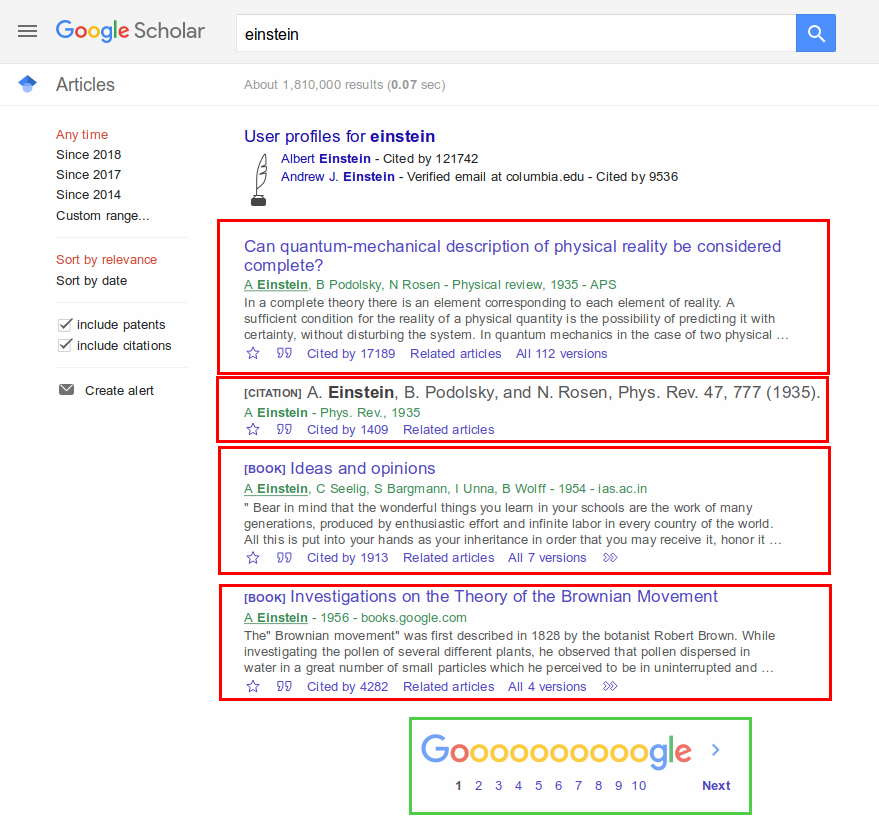 Google Scholar
einstein
Articles
About 1,810,000 results (0.07 sec)
Any time
Since 2018
Since 2017
Since 2014
Custom range...
Sort by relevance
Sort by date
include patents
include citations
Create alert
User profiles for einstein
Albert Einstein - Cited by 121742
Andrew J. Einstein - Verified email at columbia.edu - Cited by 9536
Can quantum-mechanical description of physical reality be considered
complete?
A Einstein, B Podolsky, N Rosen - Physical review, 1935 - APS
In a complete theory there is an element corresponding to each element of reality. A
sufficient condition for the reality of a physical quantity is the possibility of predicting it with
certainty, without disturbing the system. In quantum mechanics in the case of two physical …
Cited by 17189 Related articles All 112 versions
[CITATION] A. Einstein, B. Podolsky, and N. Rosen, Phys. Rev. 47, 777 (1935).
A Einstein - Phys. Rev., 1935
Cited by 1409 Related articles
[BOOK] Ideas and opinions
A Einstein, C Seelig, S Bargmann, I Unna, B Wolff - 1954 - ias.ac.in
" Bear in mind that the wonderful things you learn in your schools are the work of many
generations, produced by enthusiastic effort and infinite labor in every country of the world.
All this is put into your hands as your inheritance in order that you may receive it, honor it …
Cited by 1913 Related articles All 7 versions
[BOOK] Investigations on the Theory of the Brownian Movement
A Einstein - 1956 - books.google.com
The" Brownian movement" was first described in 1828 by the botanist Robert Brown. While
investigating the pollen of several different plants, he observed that pollen dispersed in
water in a great number of small particles which he perceived to be in uninterrupted and …
Cited by 4282 Related articles All 4 versions
Goooooooooogle
1 2 3 4 5 6 7 8 9 10 Next